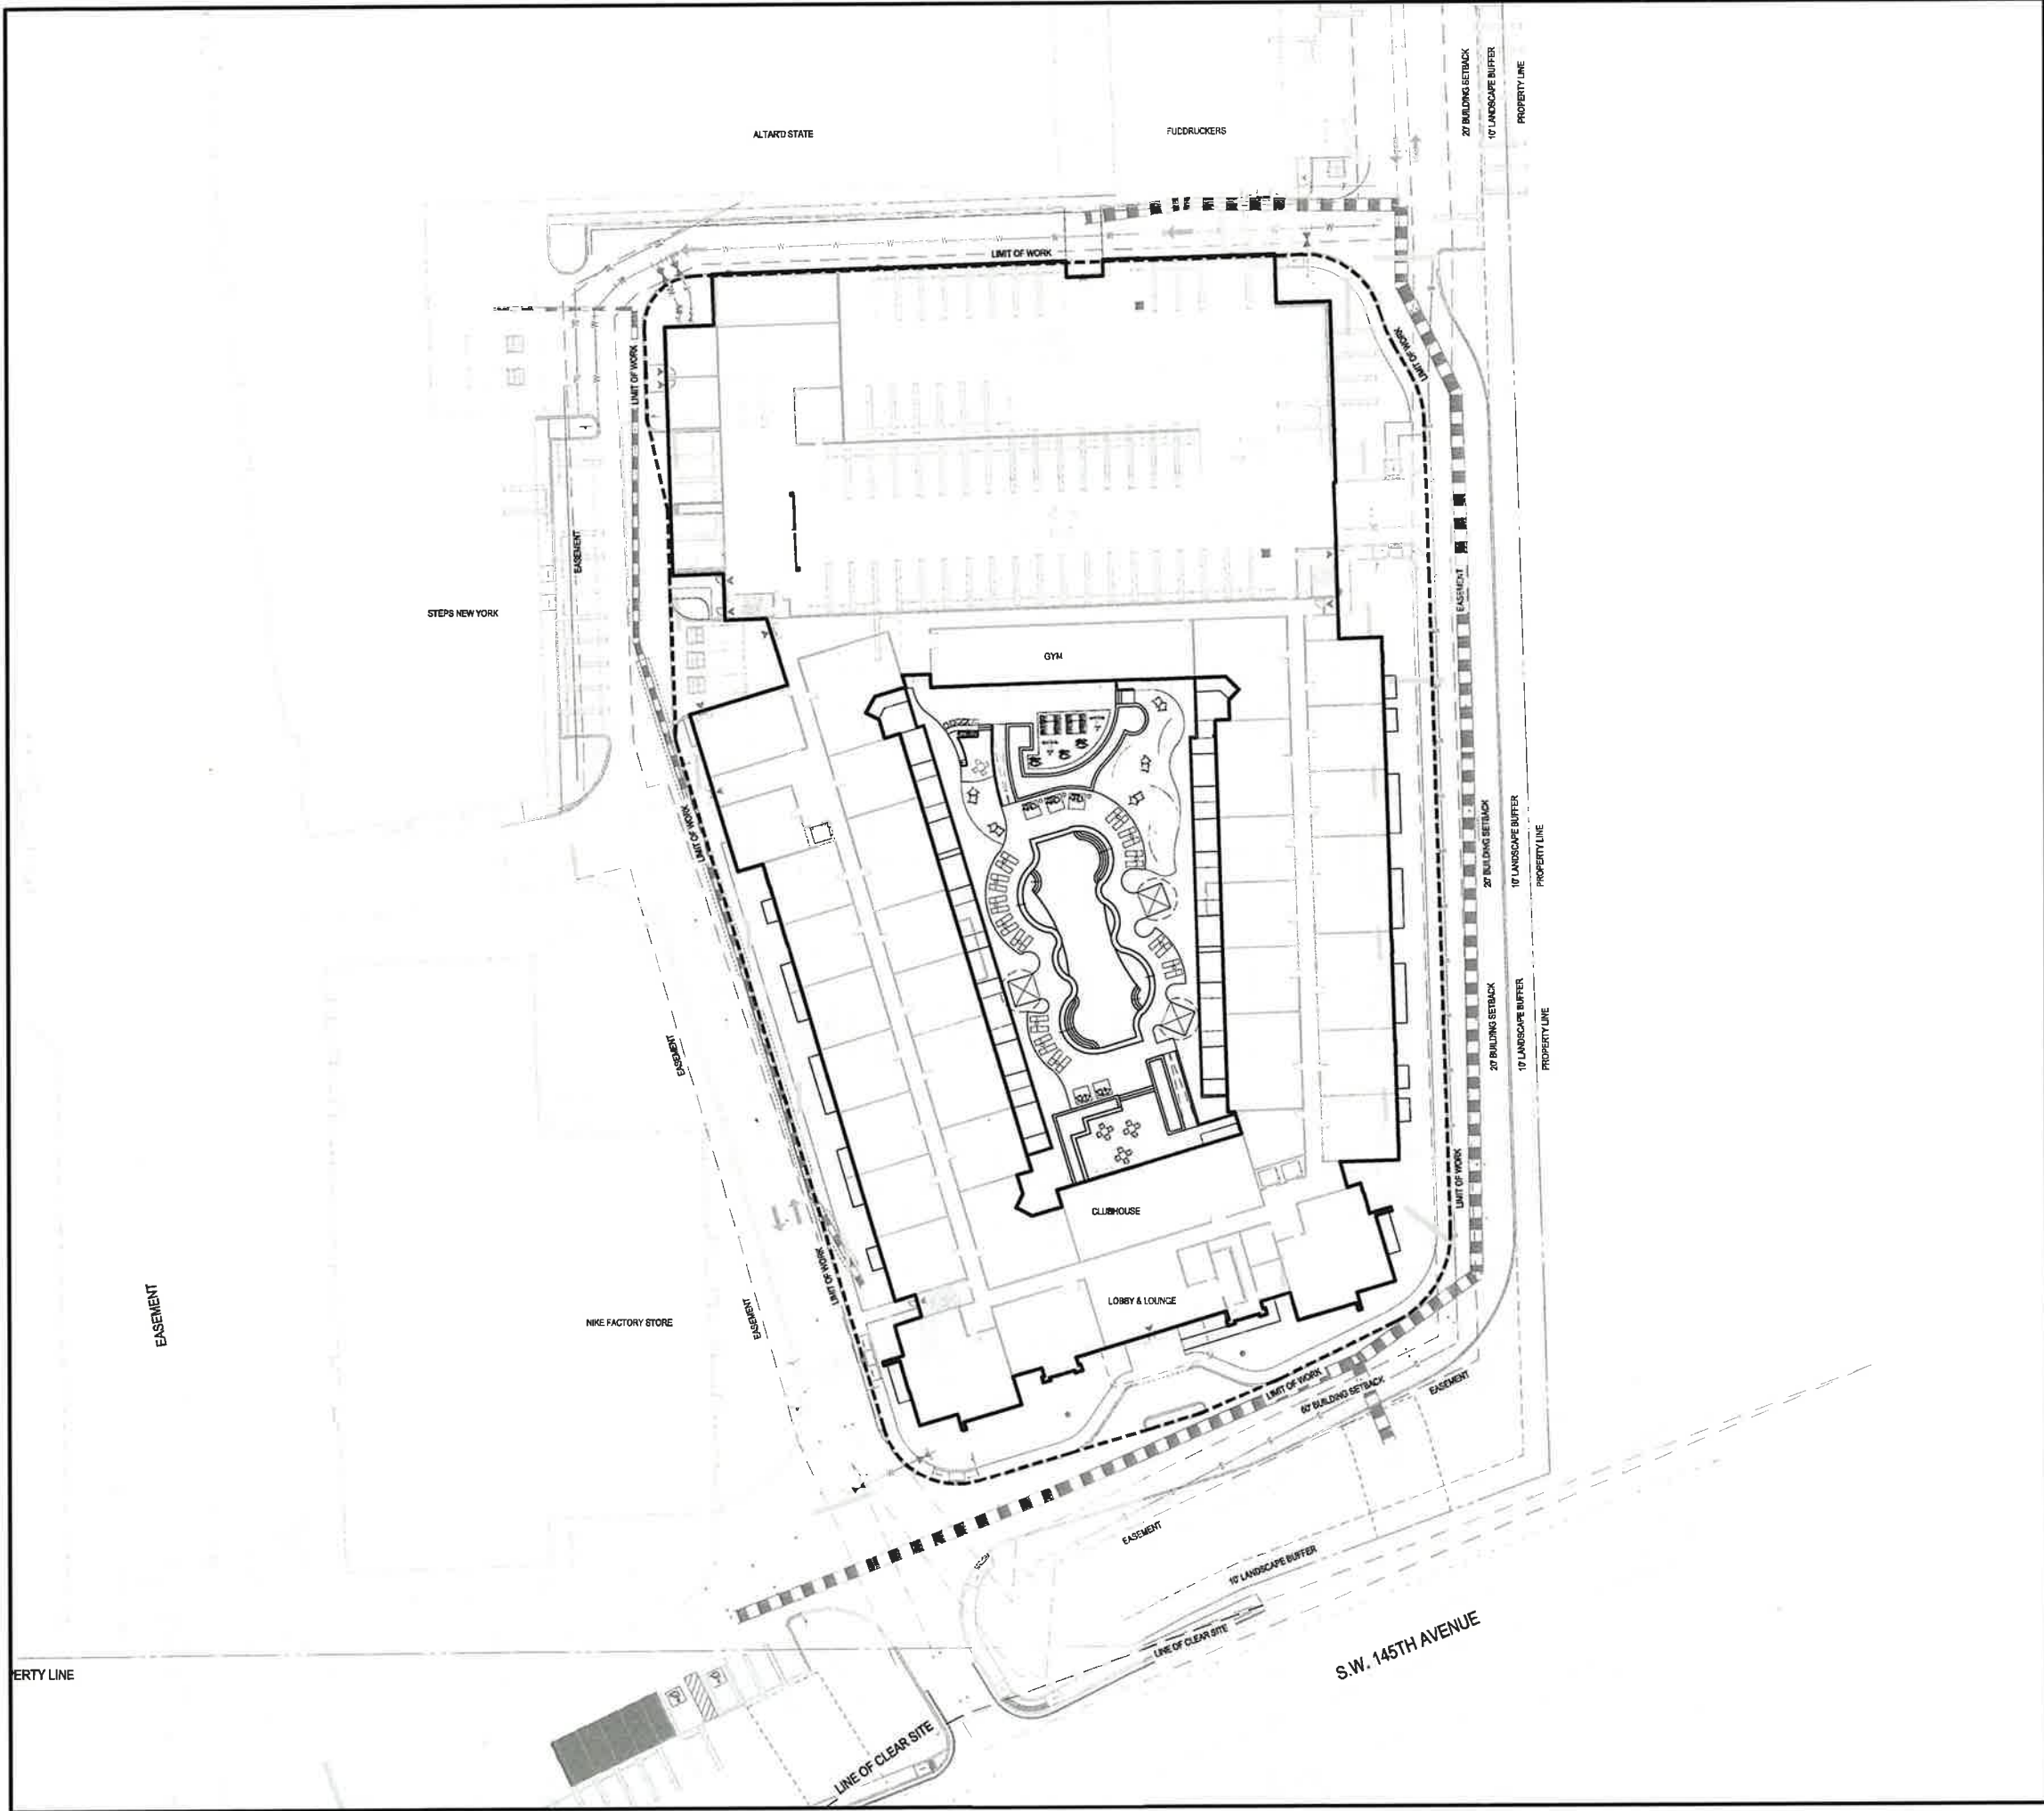 20' BUILDING SETBACK
10' LANDSCAPE BUFFER
PROPERTY LINE
ALTAR'D STATE
FUDDRUCKERS
LIMIT OF WORK
LIMIT OF WORK
LIMIT OF WORK
EASEMENT
EASEMENT
STEPS NEW YORK
GYM
LIMIT OF WORK
20' BUILDING SETBACK
10' LANDSCAPE BUFFER
PROPERTY LINE
20' BUILDING SETBACK
10' LANDSCAPE BUFFER
PROPERTY LINE
EASEMENT
LIMIT OF WORK
CLUBHOUSE
LIMIT OF WORK
LOBBY & LOUNGE
EASEMENT
NIKE FACTORY STORE
EASEMENT
LIMIT OF WORK
60' BUILDING SETBACK
EASEMENT
EASEMENT
10' LANDSCAPE BUFFER
LINE OF CLEAR SITE
S.W. 145TH AVENUE
ERTY LINE
LINE OF CLEAR SITE